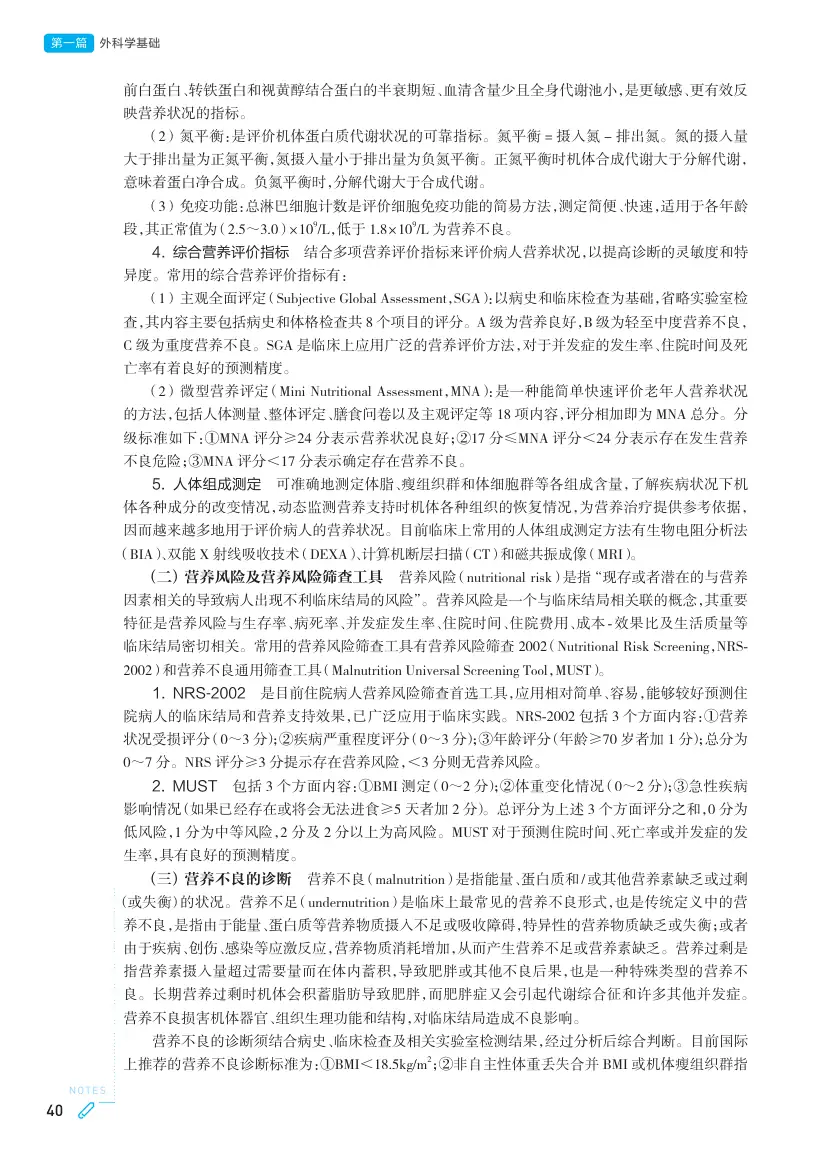 第一篇 外科学基础
前白蛋白、转铁蛋白和视黄醇结合蛋白的半衰期短、血清含量少且全身代谢池小,是更敏感、更有效反
映营养状况的指标。
(2)氮平衡:是评价机体蛋白质代谢状况的可靠指标。氮平衡=摄入氮-排出氮。氮的摄入量
大于排出量为正氮平衡,氮摄入量小于排出量为负氮平衡。正氮平衡时机体合成代谢大于分解代谢,
意味着蛋白净合成。负氮平衡时,分解代谢大于合成代谢。
(3)免疫功能:总淋巴细胞计数是评价细胞免疫功能的简易方法,测定简便、快速,适用于各年龄
段,其正常值为(2.5~3.0)×10⁹/L,低于1.8×10⁹/L为营养不良。
4. 综合营养评价指标 结合多项营养评价指标来评价病人营养状况,以提高诊断的灵敏度和特
异度。常用的综合营养评价指标有:
(1)主观全面评定(Subjective Global Assessment,SGA):以病史和临床检查为基础,省略实验室检
查,其内容主要包括病史和体格检查共8个项目的评分。A级为营养良好,B级为轻至中度营养不良,
C级为重度营养不良。SGA是临床上应用广泛的营养评价方法,对于并发症的发生率、住院时间及死
亡率有着良好的预测精度。
(2)微型营养评定(Mini Nutritional Assessment,MNA):是一种能简单快速评价老年人营养状况
的方法,包括人体测量、整体评定、膳食问卷以及主观评定等18项内容,评分相加即为MNA总分。分
级标准如下:①MNA评分≥24分表示营养状况良好;②17分≤MNA评分<24分表示存在发生营养
不良危险;③MNA评分<17分表示确定存在营养不良。
5. 人体组成测定 可准确地测定体脂、瘦组织群和体细胞群等各组成含量,了解疾病状况下机
体各种成分的改变情况,动态监测营养支持时机体各种组织的恢复情况,为营养治疗提供参考依据,
因而越来越多地用于评价病人的营养状况。目前临床上常用的人体组成测定方法有生物电阻分析法
(BIA)、双能X射线吸收技术(DEXA)、计算机断层扫描(CT)和磁共振成像(MRI)。
(二)营养风险及营养风险筛查工具 营养风险(nutritional risk)是指“现存或者潜在的与营养
因素相关的导致病人出现不利临床结局的风险”。营养风险是一个与临床结局相关联的概念,其重要
特征是营养风险与生存率、病死率、并发症发生率、住院时间、住院费用、成本-效果比及生活质量等
临床结局密切相关。常用的营养风险筛查工具有营养风险筛查2002(Nutritional Risk Screening,NRS-
2002)和营养不良通用筛查工具(Malnutrition Universal Screening Tool,MUST)。
1. NRS-2002 是目前住院病人营养风险筛查首选工具,应用相对简单、容易,能够较好预测住
院病人的临床结局和营养支持效果,已广泛应用于临床实践。NRS-2002包括3个方面内容:①营养
状况受损评分(0~3分);②疾病严重程度评分(0~3分);③年龄评分(年龄≥70岁者加1分);总分为
0~7分。NRS评分≥3分提示存在营养风险,<3分则无营养风险。
2. MUST 包括3个方面内容:①BMI测定(0~2分);②体重变化情况(0~2分);③急性疾病
影响情况(如果已经存在或将会无法进食≥5天者加2分)。总评分为上述3个方面评分之和,0分为
低风险,1分为中等风险,2分及2分以上为高风险。MUST对于预测住院时间、死亡率或并发症的发
生率,具有良好的预测精度。
(三)营养不良的诊断 营养不良(malnutrition)是指能量、蛋白质和/或其他营养素缺乏或过剩
(或失衡)的状况。营养不足(undernutrition)是临床上最常见的营养不良形式,也是传统定义中的营
养不良,是指由于能量、蛋白质等营养物质摄入不足或吸收障碍,特异性的营养物质缺乏或失衡;或者
由于疾病、创伤、感染等应激反应,营养物质消耗增加,从而产生营养不足或营养素缺乏。营养过剩是
指营养素摄入量超过需要量而在体内蓄积,导致肥胖或其他不良后果,也是一种特殊类型的营养不
良。长期营养过剩时机体会积蓄脂肪导致肥胖,而肥胖症又会引起代谢综合征和许多其他并发症。
营养不良损害机体器官、组织生理功能和结构,对临床结局造成不良影响。
营养不良的诊断须结合病史、临床检查及相关实验室检测结果,经过分析后综合判断。目前国际
上推荐的营养不良诊断标准为:①BMI<18.5kg/m²;②非自主性体重丢失合并BMI或机体瘦组织群指
NOTES
40